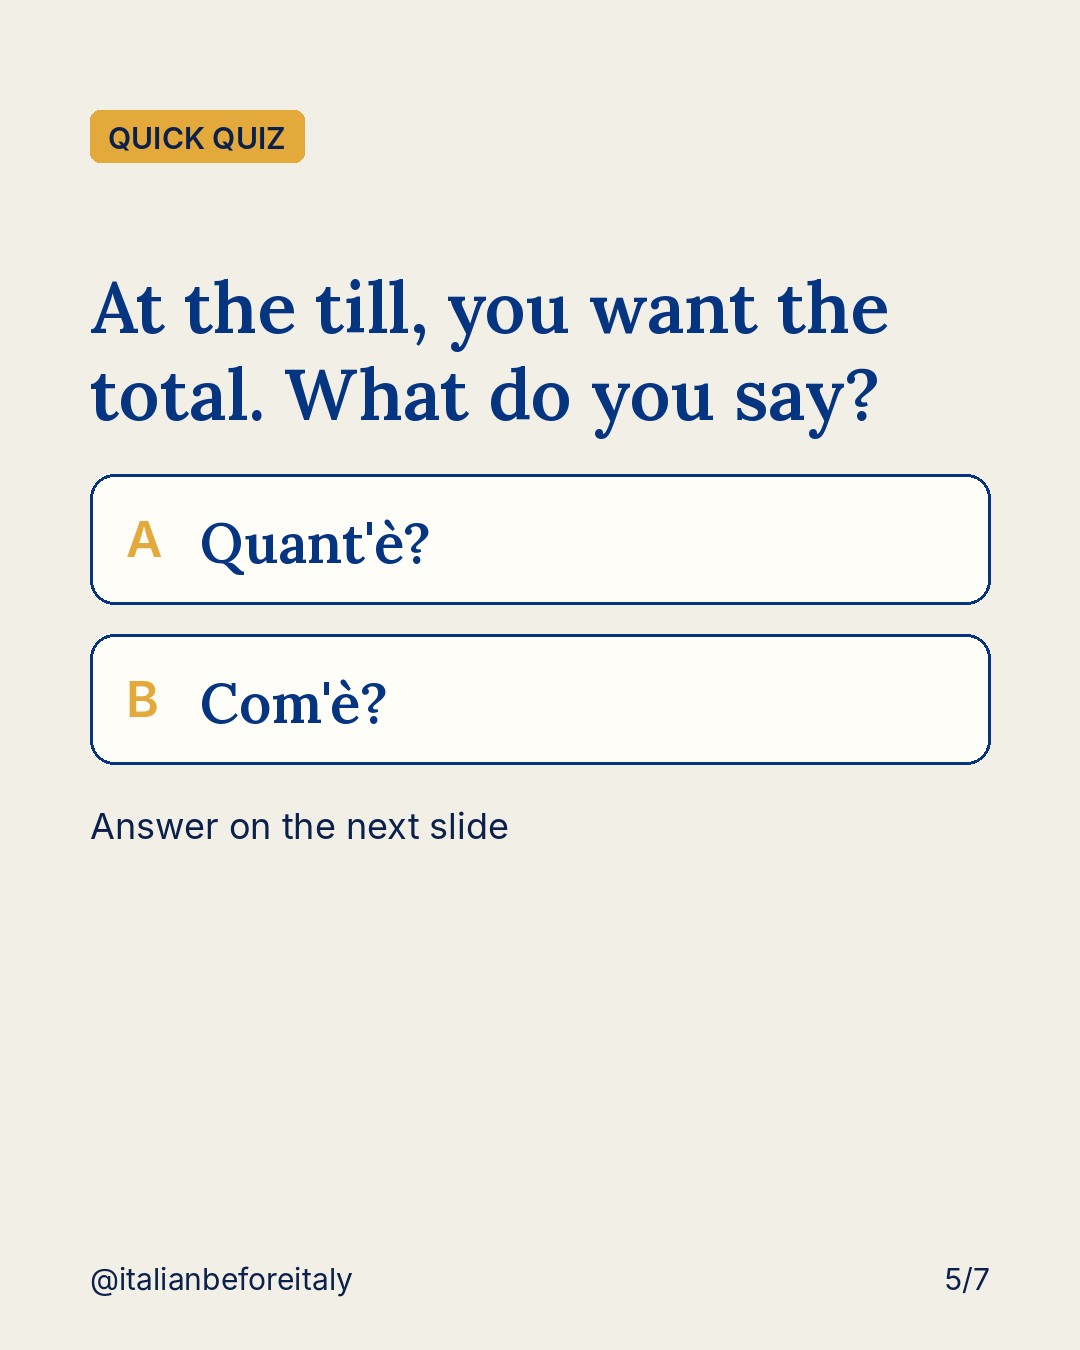 QUICK QUIZ
At the till, you want the
total. What do you say?
A Quant'è?
B Com'è?
Answer on the next slide
@italianbeforeitaly 5/7